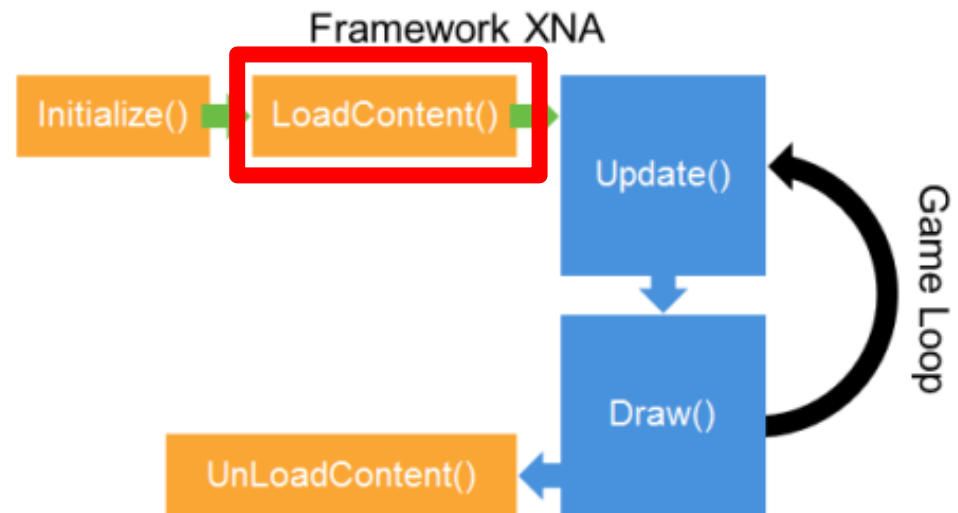 Framework XNA
Initialize()
LoadContent()
Update()
Game Loop
Draw()
UnLoadContent()